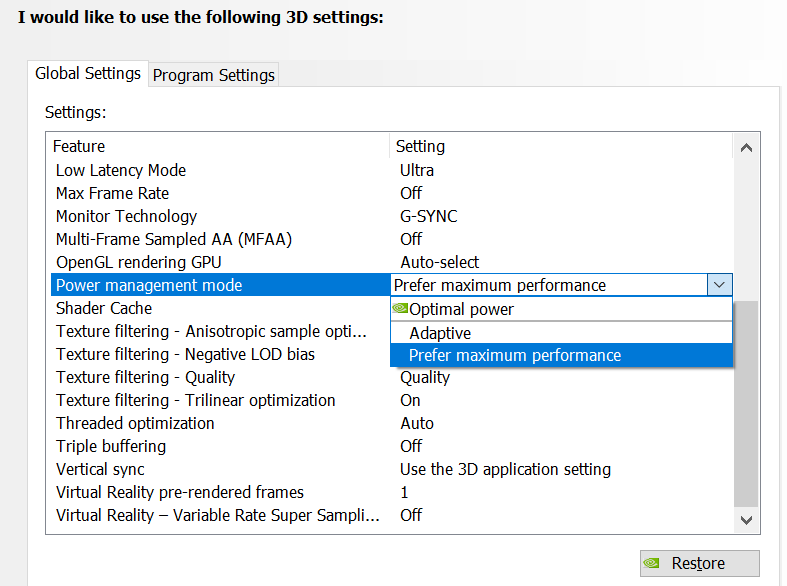 I would like to use the following 3D settings:
Global Settings Program Settings
Settings:
Feature Setting
Low Latency Mode Ultra
Max Frame Rate Off
Monitor Technology G-SYNC
Multi-Frame Sampled AA (MFAA) Off
OpenGL rendering GPU Auto-select
Power management mode Prefer maximum performance
Shader Cache Optimal power
Texture filtering - Anisotropic sample opti... Adaptive
Texture filtering - Negative LOD bias Prefer maximum performance
Texture filtering - Quality Quality
Texture filtering - Trilinear optimization On
Threaded optimization Auto
Triple buffering Off
Vertical sync Use the 3D application setting
Virtual Reality pre-rendered frames 1
Virtual Reality – Variable Rate Super Sampli... Off
Restore